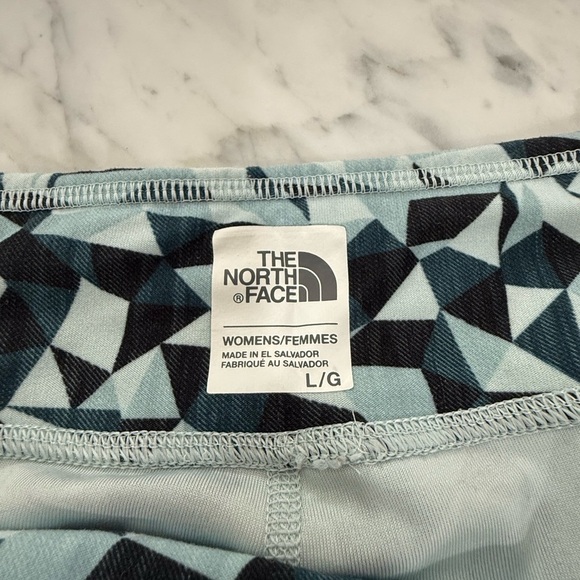 THE
NORTH
® FACE
WOMENS/FEMMES
MADE IN EL SALVADOR
FABRIQUÉ AU SALVADOR
L/G